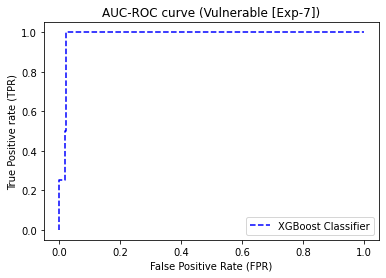 AUC-ROC curve (Vulnerable [Exp-7])
True Positive rate (TPR)
1.0
0.8
0.6
0.4
0.2
0.0
XGBoost Classifier
0.0 0.2 0.4 0.6 0.8 1.0
False Positive Rate (FPR)